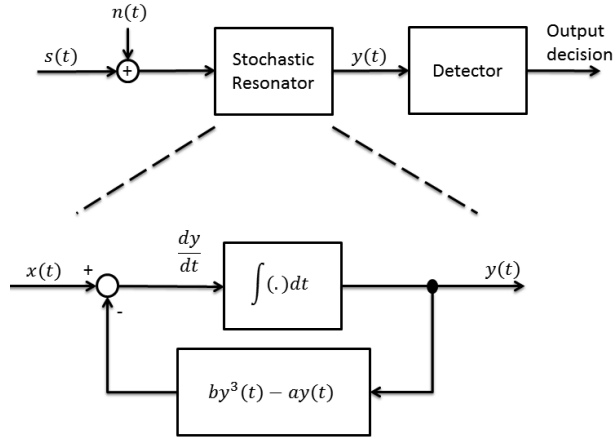 n(t)
s(t)
+
Stochastic
Resonator
y(t)
Detector
Output
decision
x(t)
+
-
dy
dt
∫(.)dt
y(t)
by³(t) − ay(t)